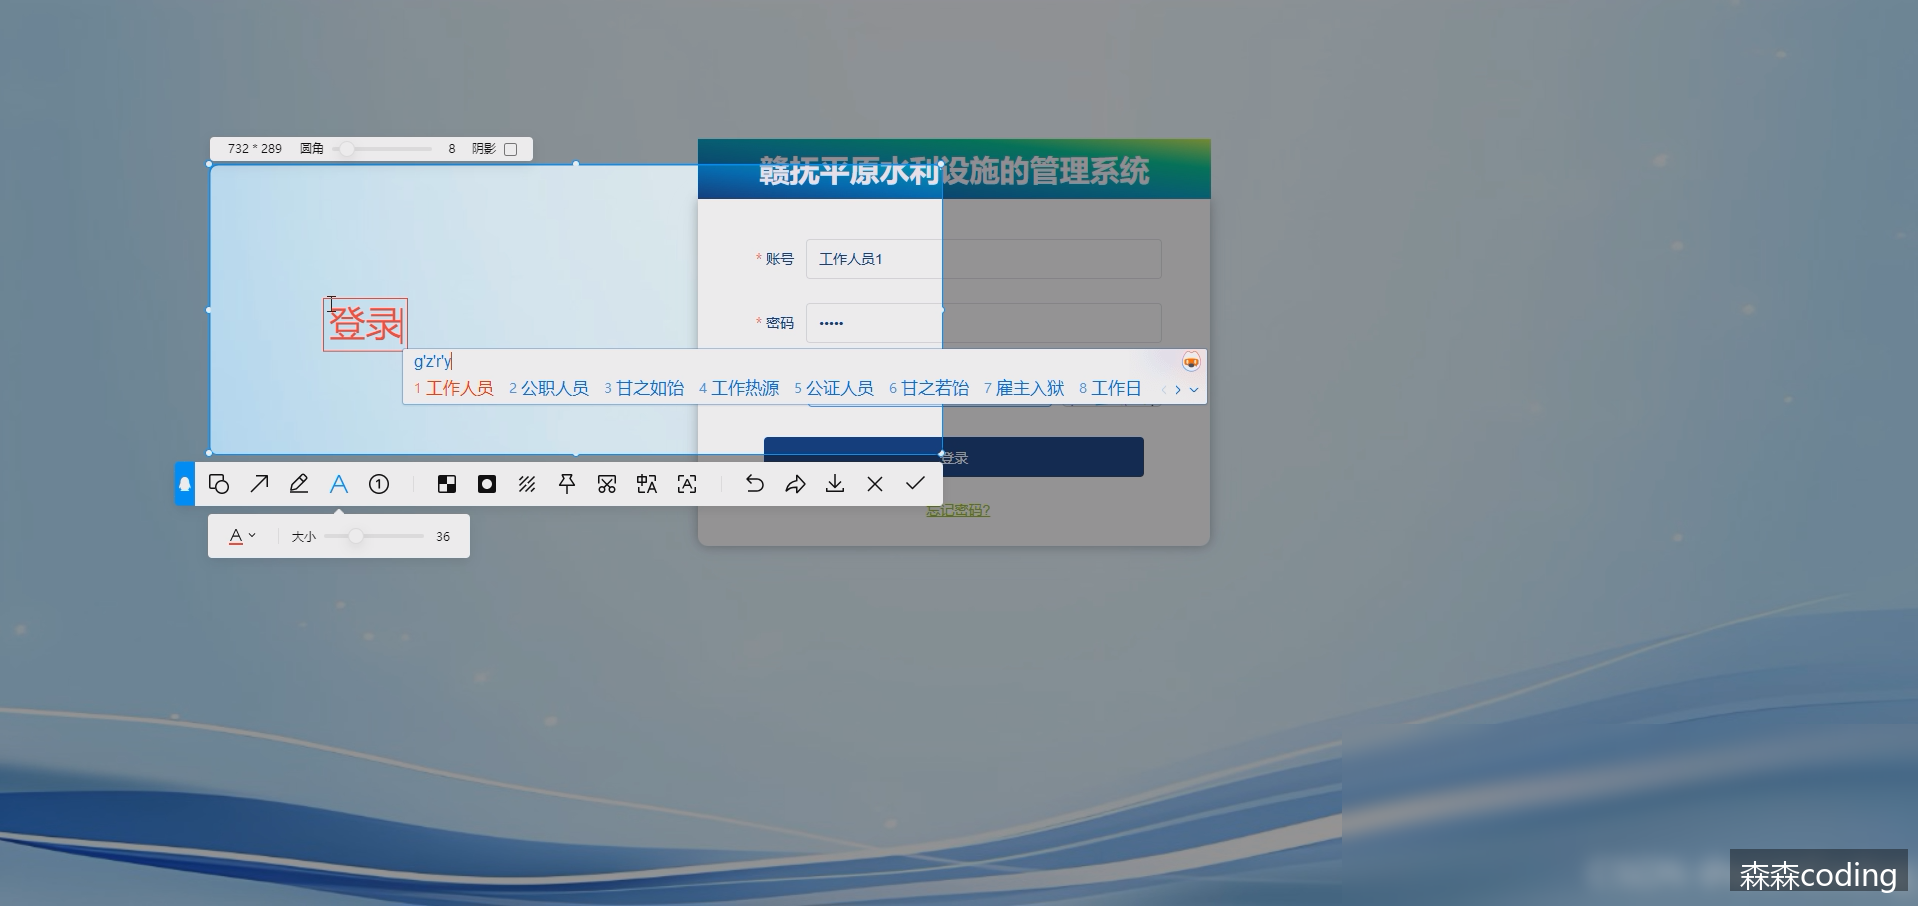 732 * 289 圆角 8 阴影
赣抚平原水利设施的管理系统
* 账号 工作人员1
登录
* 密码 •••••
g'z'r'y
1 工作人员 2 公职人员 3 甘之如饴 4 工作热源 5 公证人员 6 甘之若饴 7 雇主入狱 8 工作日
登录
忘记密码?
A 大小 36
森森coding